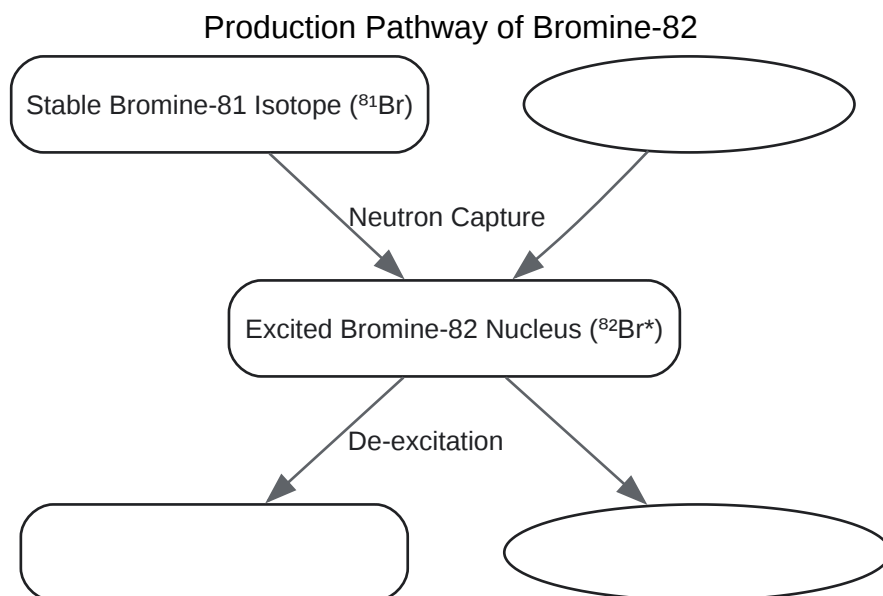 Production Pathway of Bromine-82
Stable Bromine-81 Isotope (⁸¹Br)
Neutron Capture
Excited Bromine-82 Nucleus (⁸²Br*)
De-excitation